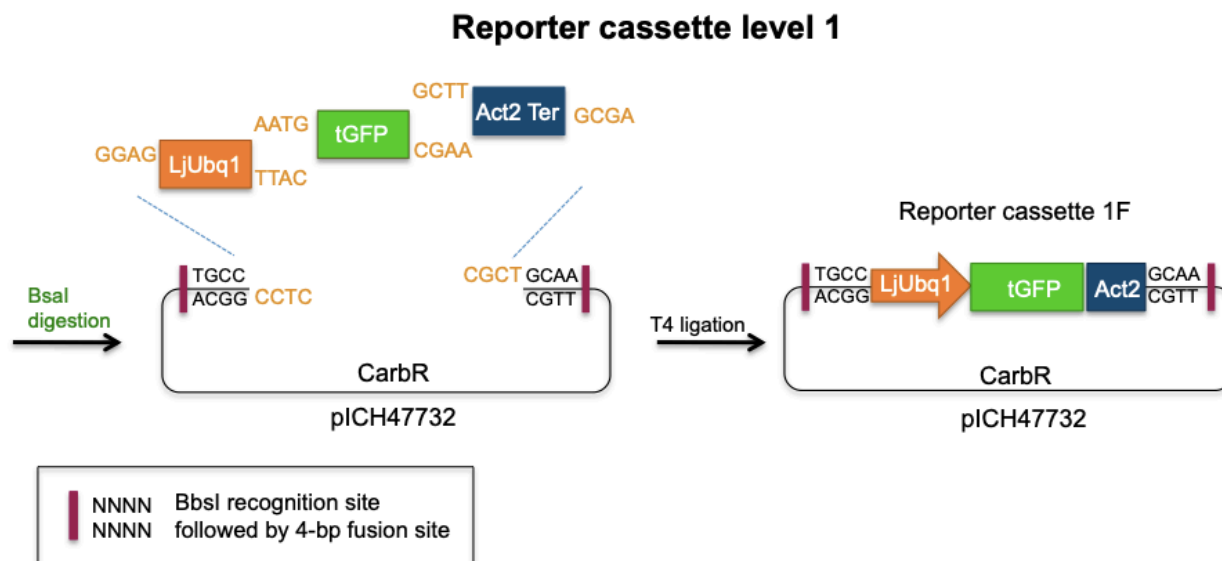 Reporter cassette level 1
GCTT
Act2 Ter
GCGA
AATG
tGFP
CGAA
GGAG
LjUbq1
TTAC
Reporter cassette 1F
TGCC
ACGG
CCTC
CGCT
GCAA
CGTT
BsaI
digestion
CarbR
pICH47732
T4 ligation
TGCC
ACGG
LjUbq1
tGFP
Act2
GCAA
CGTT
CarbR
pICH47732
NNNN BbsI recognition site
NNNN followed by 4-bp fusion site